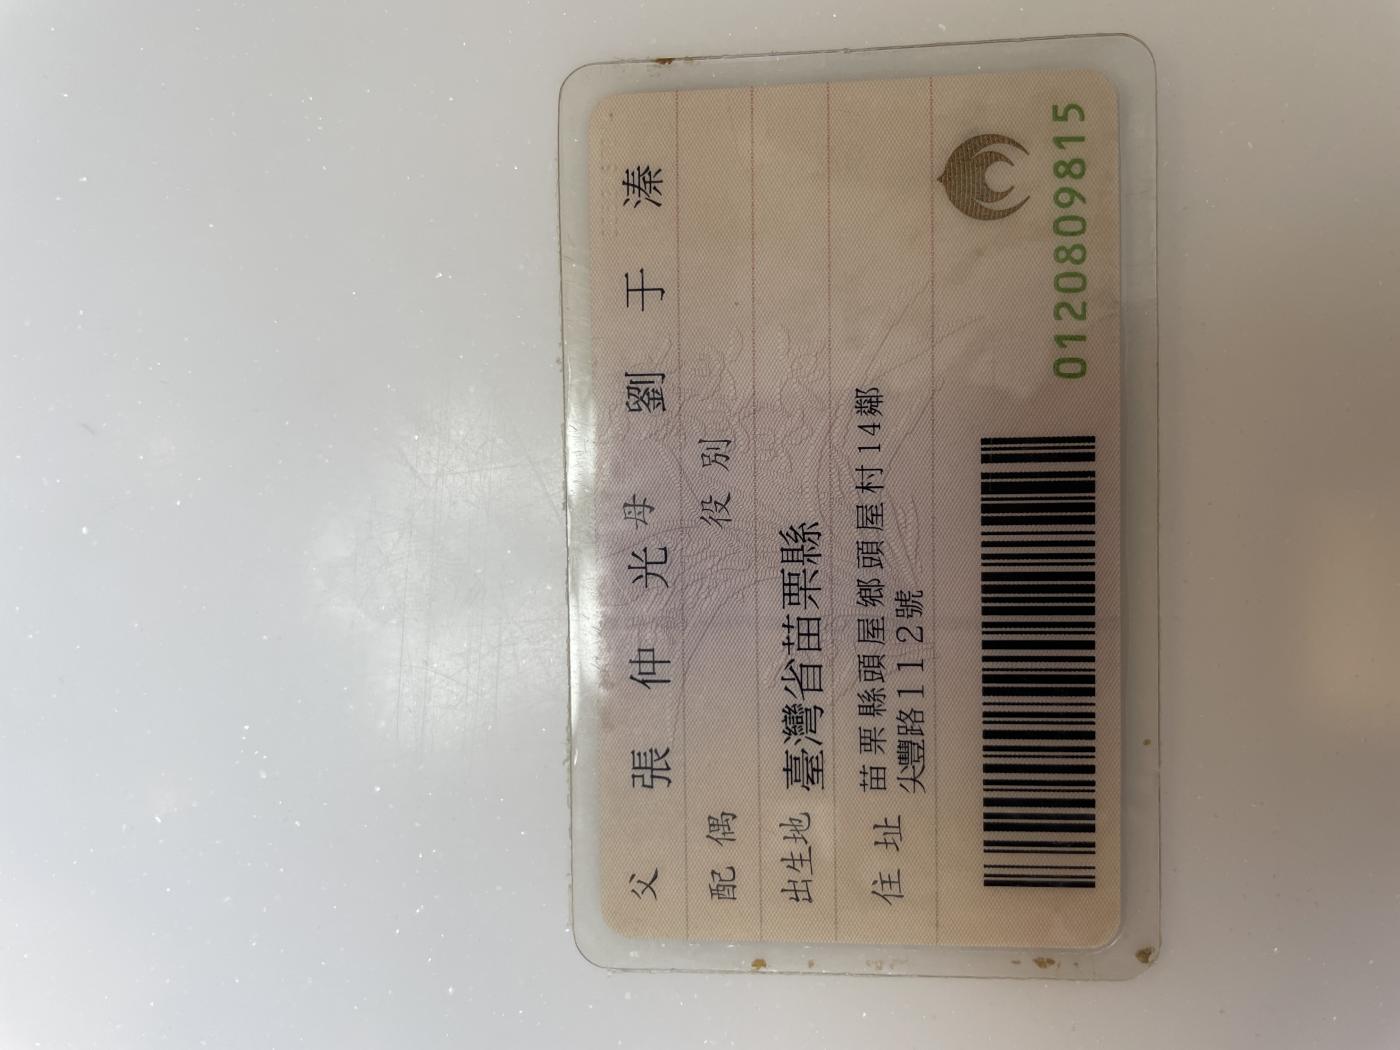 父 張仲光 母 劉于溱
配偶 役別
出生地 臺灣省苗栗縣
住址 苗栗縣頭屋鄉頭屋村14鄰
尖豐路112號
0120809815